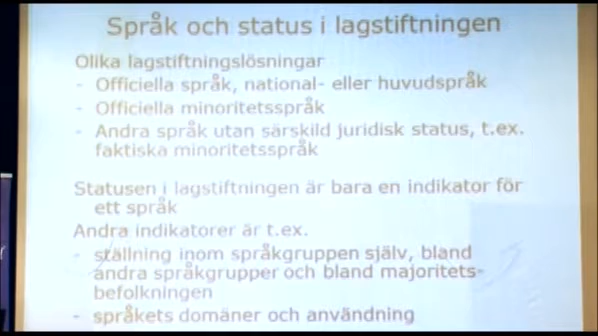 Språk och status i lagstiftningen
Olika lagstiftningslösningar
- Officiella språk, national- eller huvudspråk
- Officiella minoritetsspråk
- Andra språk utan särskild juridisk status, t.ex.
faktiska minoritetsspråk
Statusen i lagstiftningen är bara en indikator för
ett språk
Andra indikatorer är t.ex.
- ställning inom språkgruppen själv, bland
andra språkgrupper och bland majoritets-
befolkningen
- språkets domäner och användning